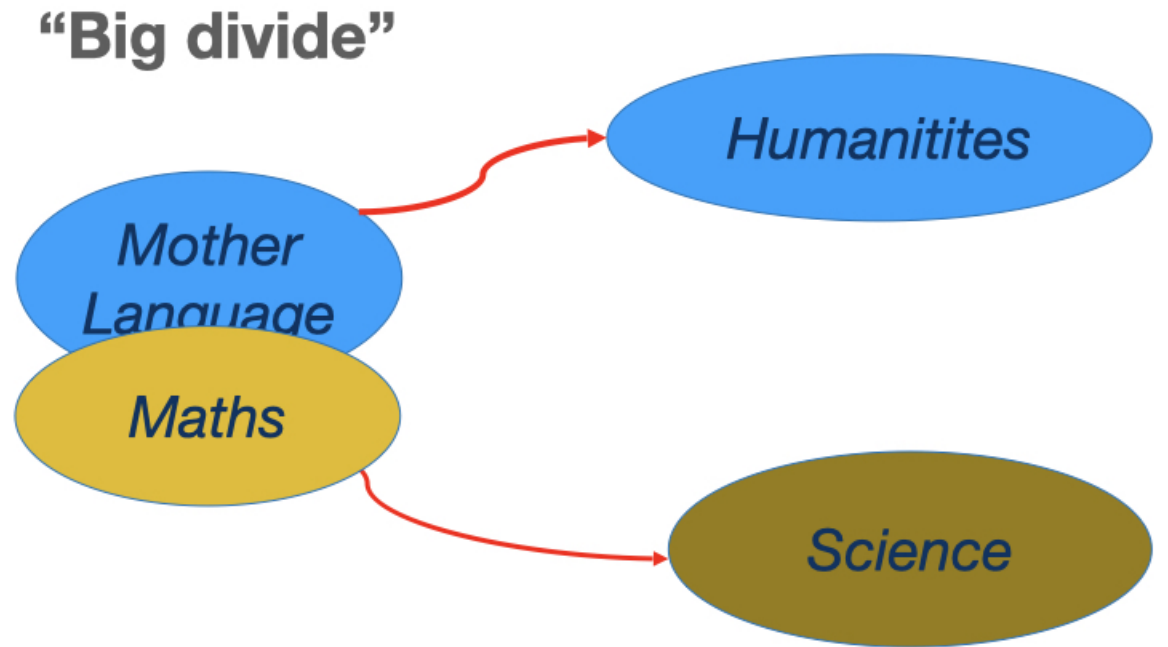 “Big divide”
Humanitites
Mother
Language
Maths
Science